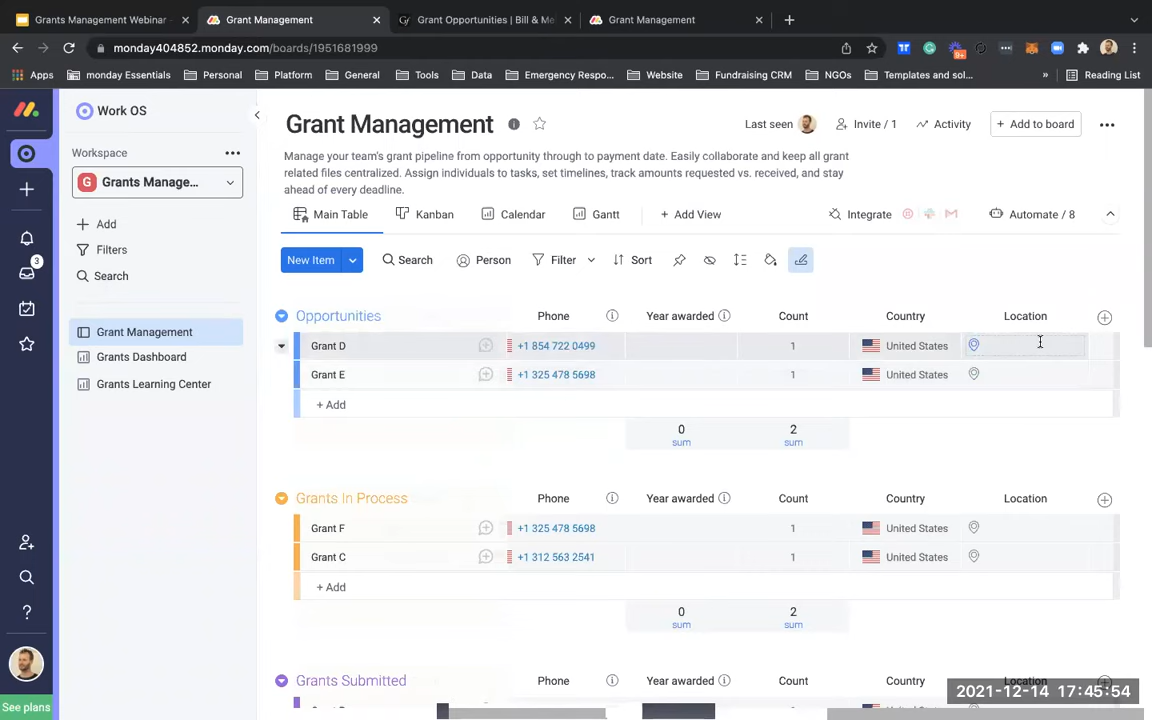 Grants Management Webinar
Grant Management
Grant Opportunities | Bill & Me
Grant Management
monday404852.monday.com/boards/1951681999
Apps
monday Essentials
Personal
Platform
General
Tools
Data
Emergency Respo...
Website
Fundraising CRM
NGOs
Templates and sol...
»
Reading List
Work OS
Workspace
G Grants Manage...
Add
Filters
Search
Grant Management
Grants Dashboard
Grants Learning Center
3
?
See plans
Grant Management
Last seen
Invite / 1
Activity
+ Add to board
Manage your team's grant pipeline from opportunity through to payment date. Easily collaborate and keep all grant
related files centralized. Assign individuals to tasks, set timelines, track amounts requested vs. received, and stay
ahead of every deadline.
Main Table
Kanban
Calendar
Gantt
+ Add View
Integrate
Automate / 8
New Item
Search
Person
Filter
Sort
Opportunities Phone Year awarded Count Country Location
Grant D +1 854 722 0499 1 United States
Grant E +1 325 478 5698 1 United States
+ Add
0 2
sum sum
Grants In Process Phone Year awarded Count Country Location
Grant F +1 325 478 5698 1 United States
Grant C +1 312 563 2541 1 United States
+ Add
0 2
sum sum
Grants Submitted Phone Year awarded Count Country Location
2021-12-14 17:45:54